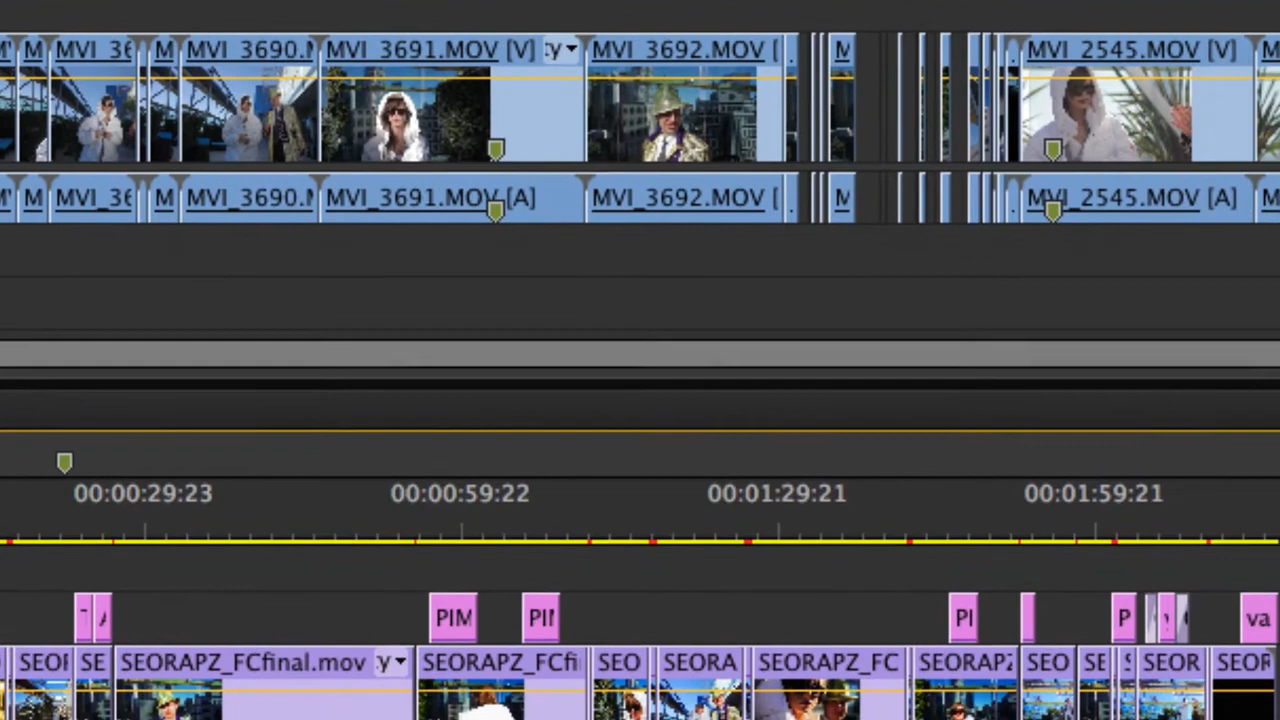 M M MVI_36 M MVI_3690.M MVI_3691.MOV [V] :y MVI_3692.MOV [ M MVI_2545.MOV [V] M
M MVI_36 M MVI_3690.M MVI_3691.MOV [A] MVI_3692.MOV [ M MVI_2545.MOV [A] M
00:00:29:23 00:00:59:22 00:01:29:21 00:01:59:21
PIM PI PI P va
SEOR SE SEORAPZ_FCfinal.mov :y SEORAPZ_FCfi SEO SEORA SEORAPZ_FC SEORAPZ SEO SE SEOR SEOR